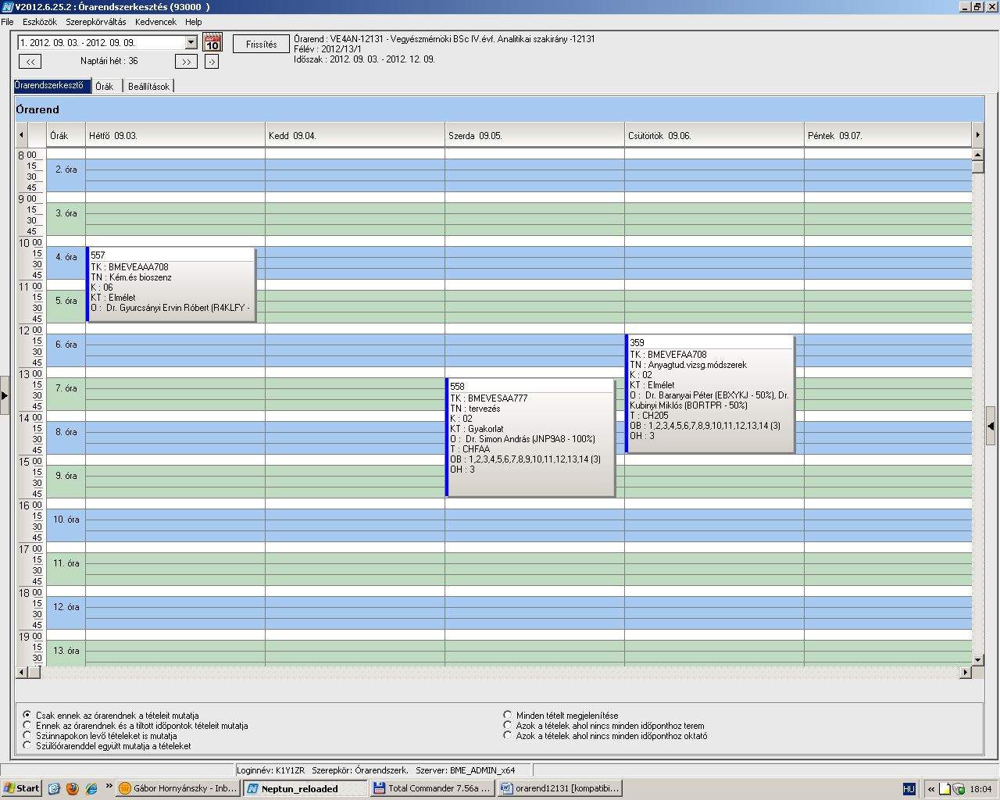 V2012.6.25.2 : Órarendszerkesztés (93000 )
File Eszközök Szerepkörváltás Kedvencek Help
1. 2012. 09. 03. - 2012. 09. 09.
10
Frissítés
Órarend : VE4AN-12131 - Vegyészmérnöki BSc IV.évf. Analitikai szakirány -12131
Félév : 2012/13/1
Időszak : 2012. 09. 03. - 2012. 12. 09.
<< Naptári hét : 36 >> ->
Órarendszerkesztő Órák Beállítások
Órarend
Órák Hétfő 09.03. Kedd 09.04. Szerda 09.05. Csütörtök 09.06. Péntek 09.07.
8 00
15
30
45
2. óra
9 00
15
30
45
3. óra
10 00
15
30
45
4. óra
11 00
15
30
45
5. óra
12 00
15
30
45
6. óra
13 00
15
30
45
7. óra
14 00
15
30
45
8. óra
15 00
15
30
45
9. óra
16 00
15
30
45
10. óra
17 00
15
30
45
11. óra
18 00
15
30
45
12. óra
19 00
15
30
13. óra
557
TK : BMEVEAAA708
TN : Kém.és bioszenz
K : 06
KT : Elmélet
O : Dr. Gyurcsányi Ervin Róbert (R4KLFY -
558
TK : BMEVESAA777
TN : tervezés
K : 02
KT : Gyakorlat
O : Dr. Simon András (JNP9A8 - 100%)
T : CHFAA
OB : 1,2,3,4,5,6,7,8,9,10,11,12,13,14 (3)
OH : 3
359
TK : BMEVEFAA708
TN : Anyagtud.vizsg.módszerek
K : 02
KT : Elmélet
O : Dr. Baranyai Péter (EBXYKJ - 50%), Dr.
Kubinyi Miklós (BORTPR - 50%)
T : CH205
OB : 1,2,3,4,5,6,7,8,9,10,11,12,13,14 (3)
OH : 3
Csak ennek az órarendnek a tételeit mutatja
Ennek az órarendnek és a tiltott időpontok tételeit mutatja
Szünnapokon levő tételeket is mutatja
Szülőórarenddel együtt mutatja a tételeket
Minden tételt megjelenítése
Azok a tételek ahol nincs minden időponthoz terem
Azok a tételek ahol nincs minden időponthoz oktató
Loginnév: K1Y1ZR Szerepkör: Órarendszerk. Szerver: BME_ADMIN_x64
Start » Gábor Hornyánszky - Inb... Neptun_reloaded Total Commander 7.56a ... orarend12131 [kompatibi... HU « 18:04